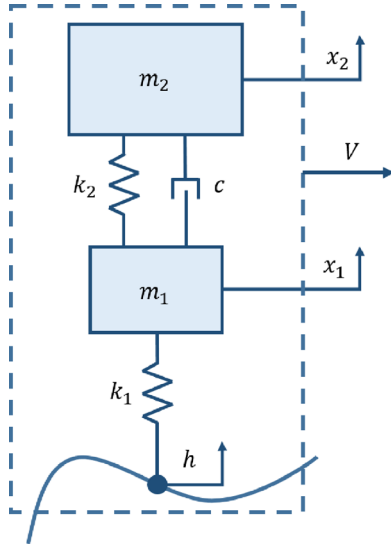 x₂
m₂
V
k₂
c
x₁
m₁
k₁
h